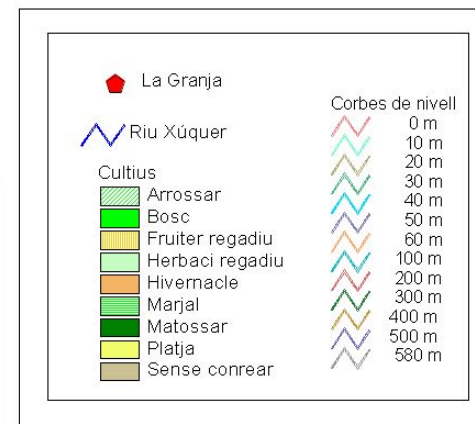 La Granja
Riu Xúquer
Cultius
Arrossar
Bosc
Fruiter regadiu
Herbaci regadiu
Hivernacle
Marjal
Matossar
Platja
Sense conrear
Corbes de nivell
0 m
10 m
20 m
30 m
40 m
50 m
60 m
100 m
200 m
300 m
400 m
500 m
580 m